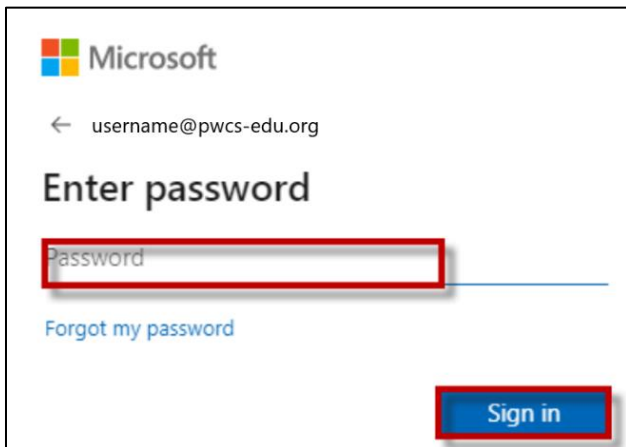 Microsoft
← username@pwcs-edu.org
Enter password
Password
Forgot my password
Sign in